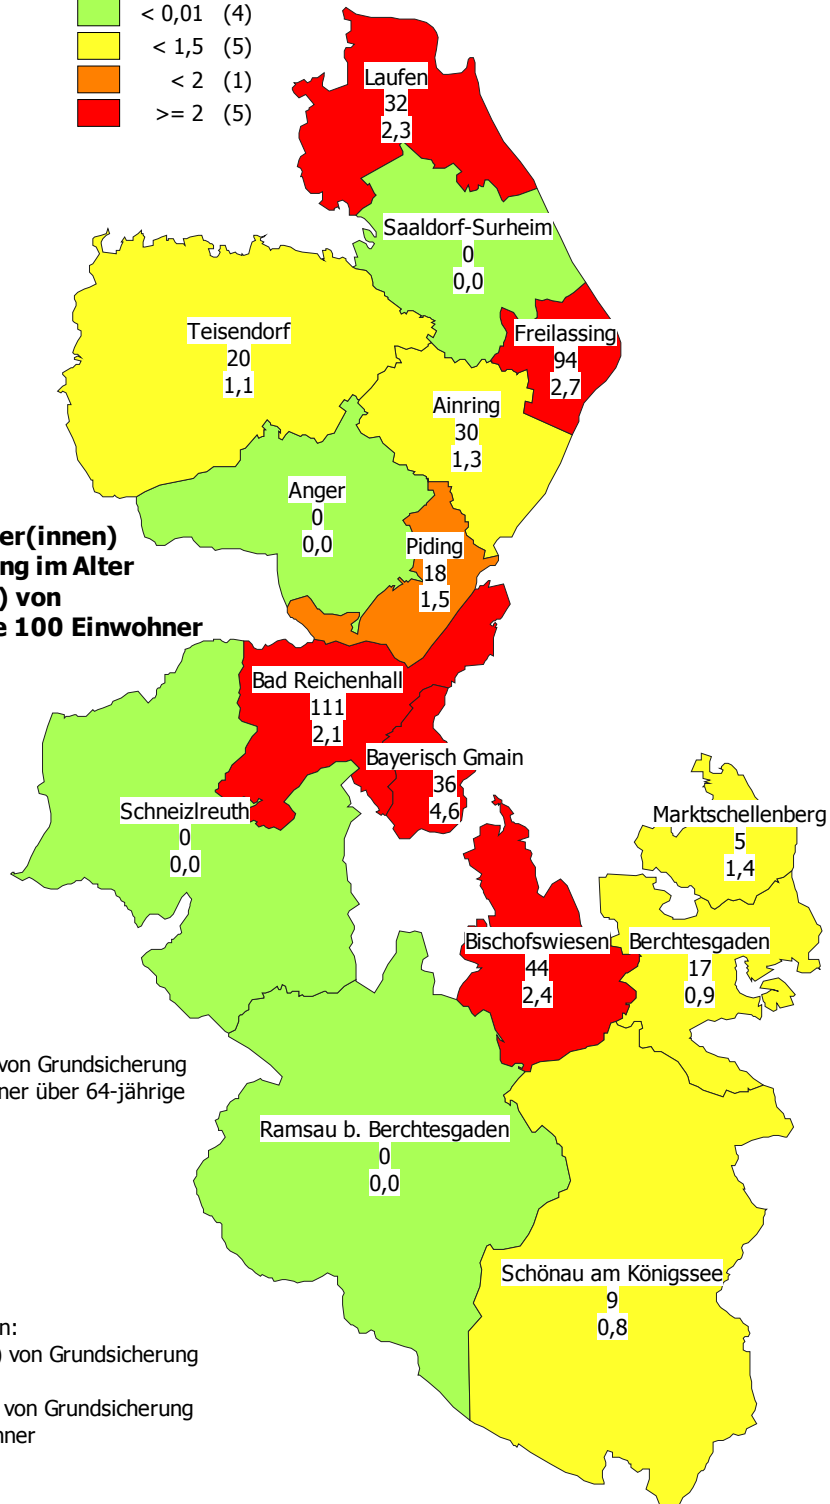 < 0,01 (4)
< 1,5 (5)
< 2 (1)
>= 2 (5)
Laufen
32
2,3
Saaldorf-Surheim
0
0,0
Teisendorf
20
1,1
Freilassing
94
2,7
Ainring
30
1,3
Anger
0
0,0
Piding
18
1,5
er(innen)
ng im Alter
) von
e 100 Einwohner
Bad Reichenhall
111
2,1
Bayerisch Gmain
36
4,6
Schneizlreuth
0
0,0
Marktschellenberg
5
1,4
Bischofswiesen
44
2,4
Berchtesgaden
17
0,9
von Grundsicherung
ner über 64-jährige
Ramsau b. Berchtesgaden
0
0,0
Schönau am Königssee
9
0,8
n:
) von Grundsicherung
von Grundsicherung
hner